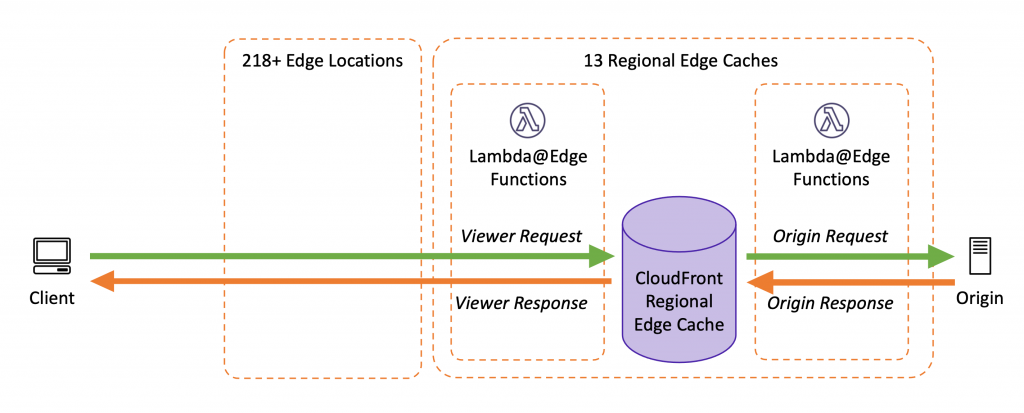 218+ Edge Locations
13 Regional Edge Caches
Lambda@Edge
Functions
Lambda@Edge
Functions
Viewer Request
Origin Request
Client
CloudFront
Regional
Edge Cache
Origin
Viewer Response
Origin Response